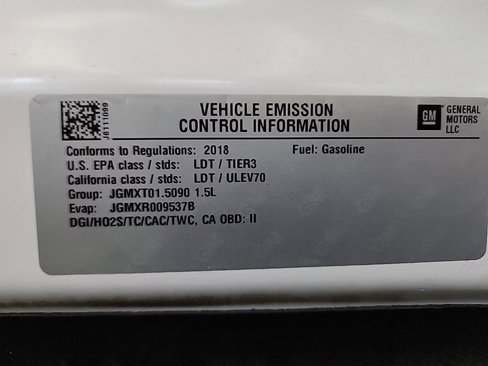 J6111099
VEHICLE EMISSION
CONTROL INFORMATION
GM
GENERAL
MOTORS
LLC
Conforms to Regulations: 2018 Fuel: Gasoline
U.S. EPA class / stds: LDT / TIER3
California class / stds: LDT / ULEV70
Group: JGMXT01.5090 1.5L
Evap: JGMXR009537B
DGI/HO2S/TC/CAC/TWC, CA OBD: II